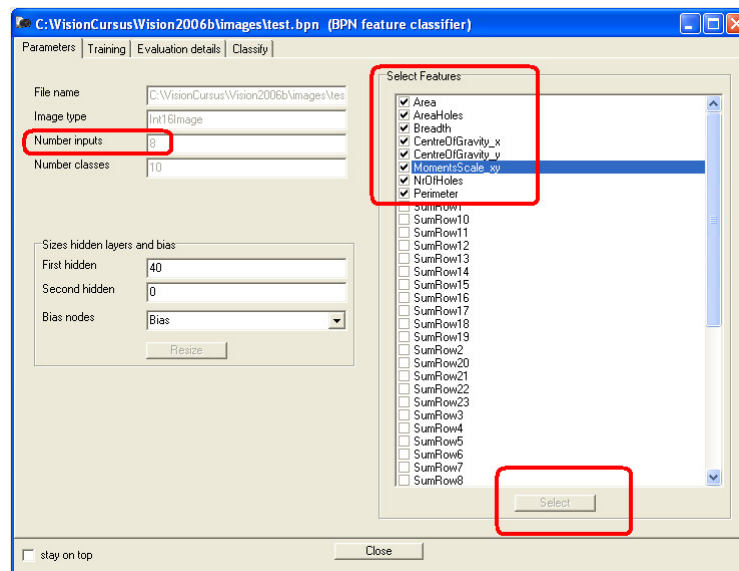 C:\VisionCursus\Vision2006b\images\test.bpn (BPN feature classifier)
Parameters Training Evaluation details Classify
File name
C:\VisionCursus\Vision2006b\images\tes
Image type
Int16Image
Number inputs
8
Number classes
10
Sizes hidden layers and bias
First hidden
40
Second hidden
0
Bias nodes
Bias
Resize
Select Features
Area
AreaHoles
Breadth
CentreOfGravity_x
CentreOfGravity_y
MomentsScale_xy
NrOfHoles
Perimeter
SumRow1
SumRow10
SumRow11
SumRow12
SumRow13
SumRow14
SumRow15
SumRow16
SumRow17
SumRow18
SumRow19
SumRow2
SumRow20
SumRow21
SumRow22
SumRow23
SumRow3
SumRow4
SumRow5
SumRow6
SumRow7
SumRow8
Select
stay on top
Close